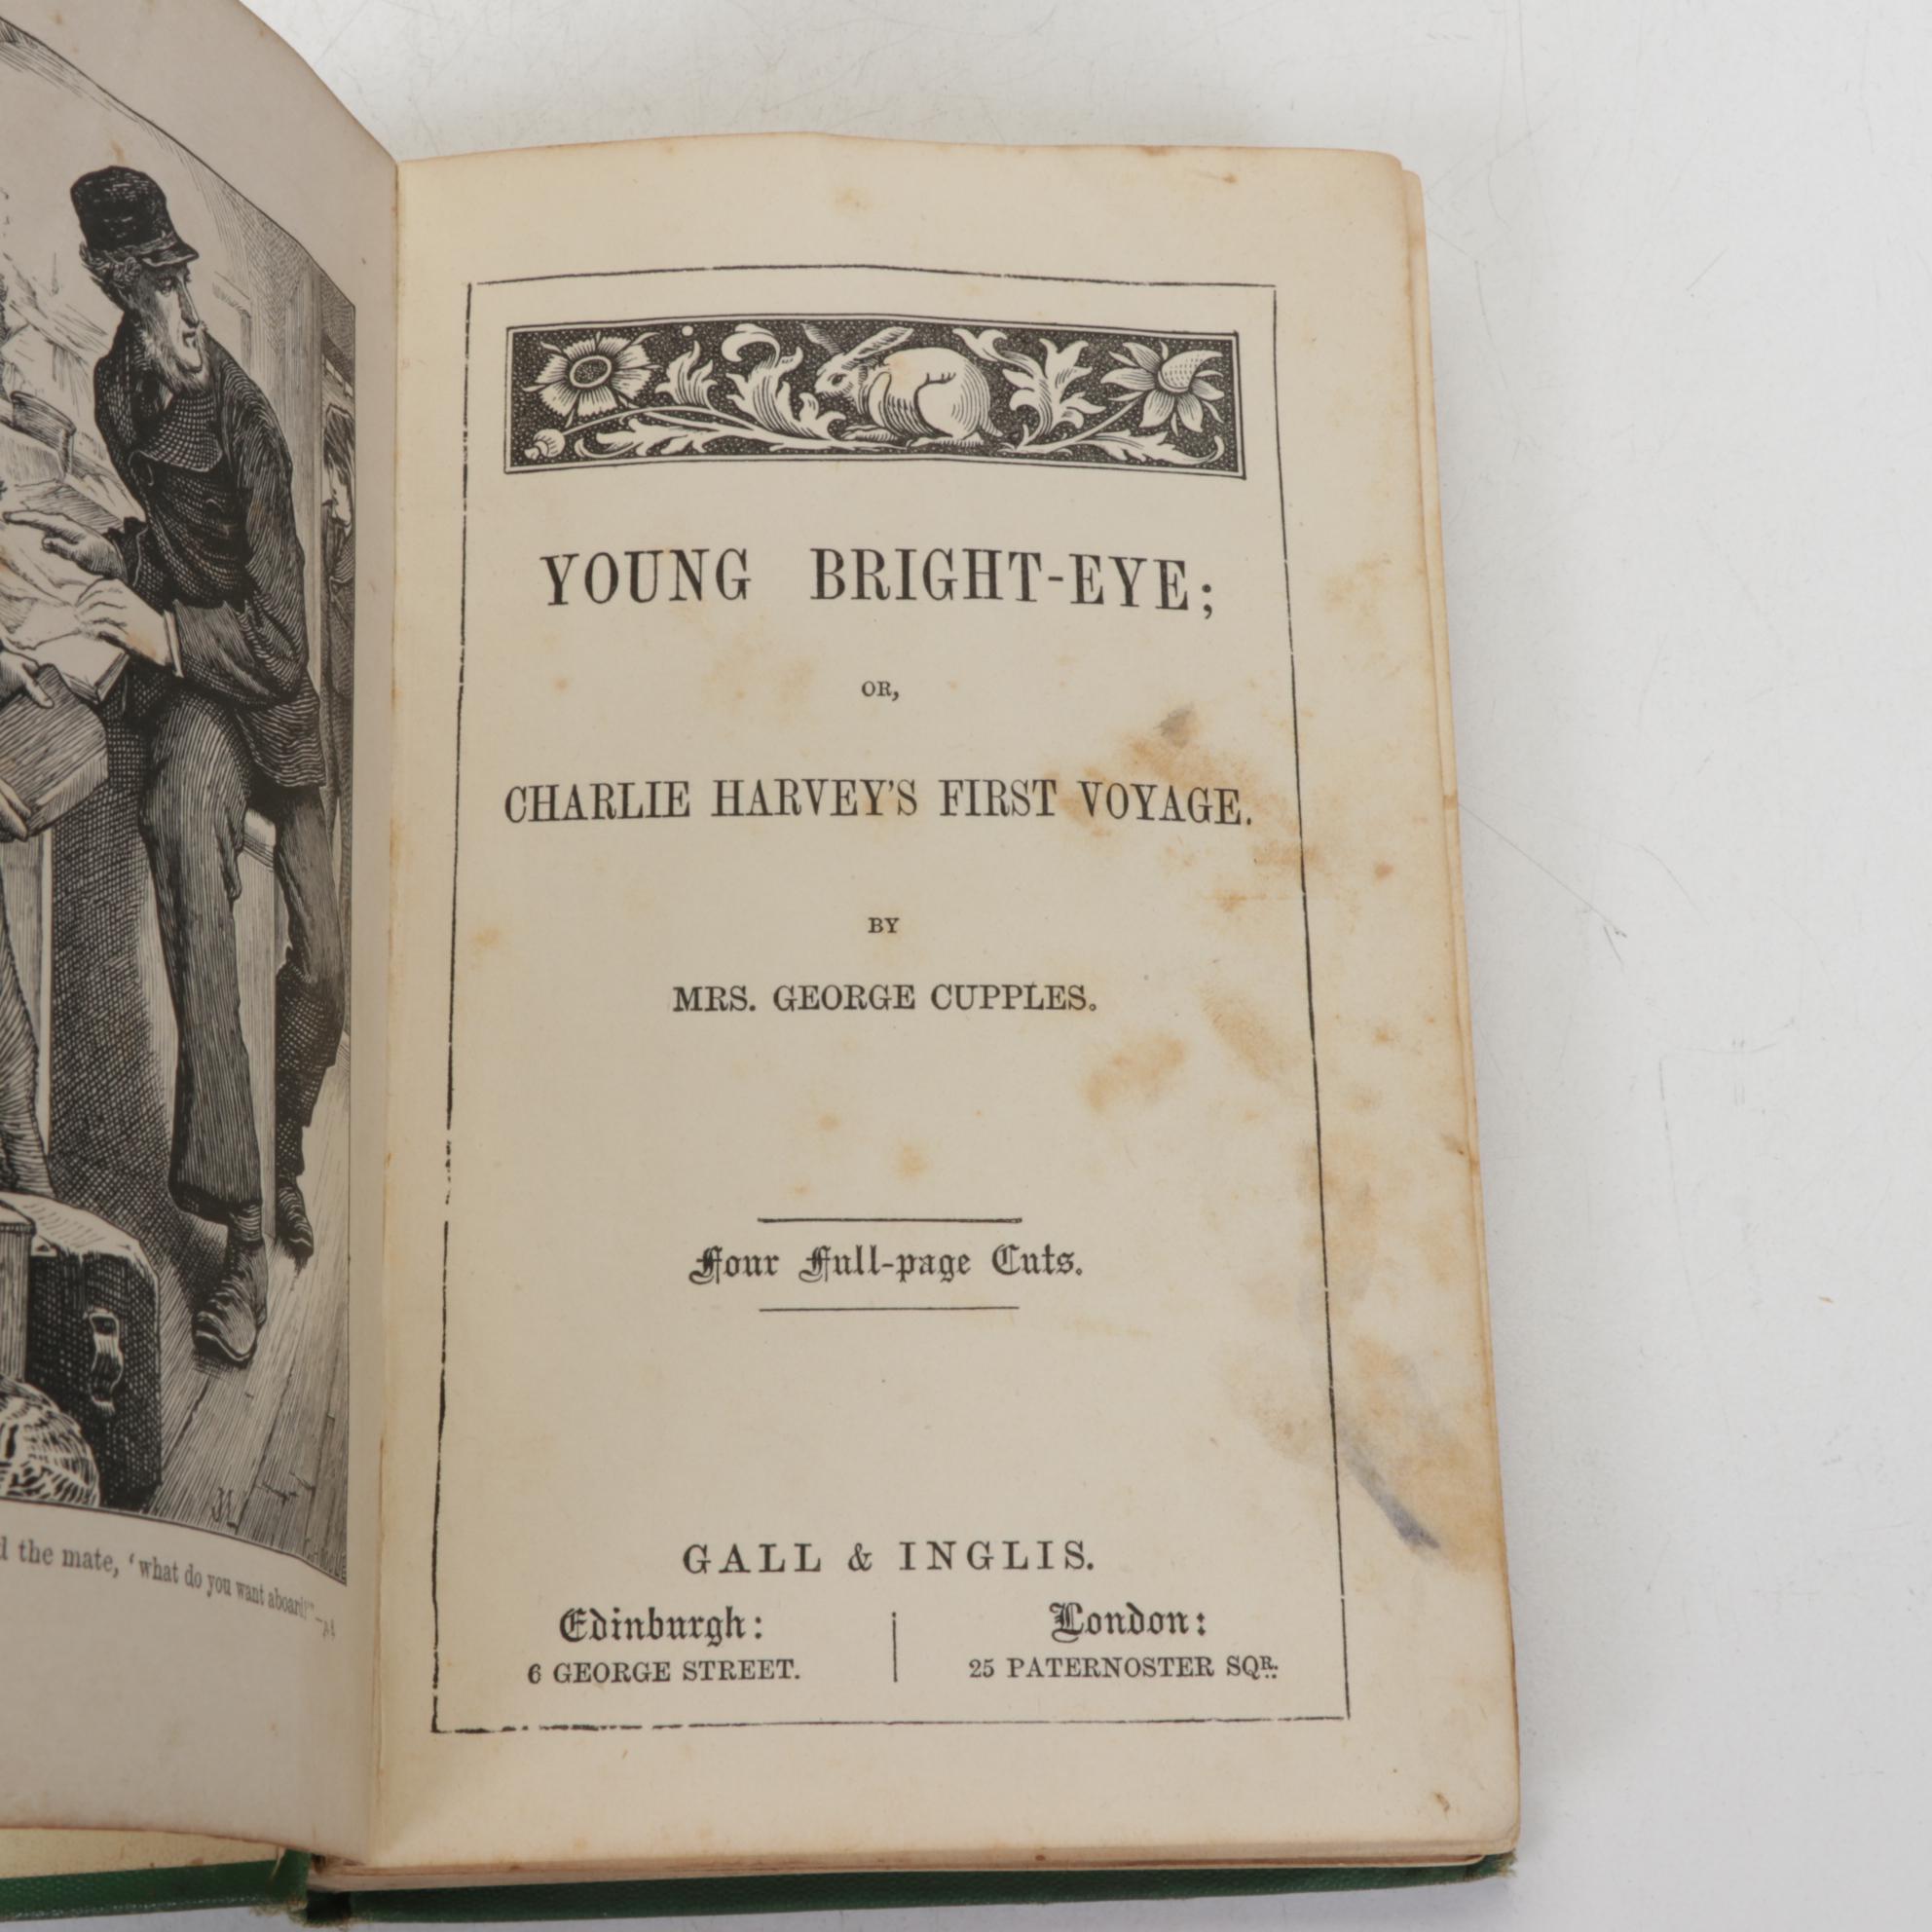 d the mate, 'what do you want aboard?'"—
YOUNG BRIGHT-EYE;
OR,
CHARLIE HARVEY'S FIRST VOYAGE.
BY
MRS. GEORGE CUPPLES.
Four Full-page Cuts.
GALL & INGLIS.
Edinburgh:
6 GEORGE STREET.
London:
25 PATERNOSTER SQR.